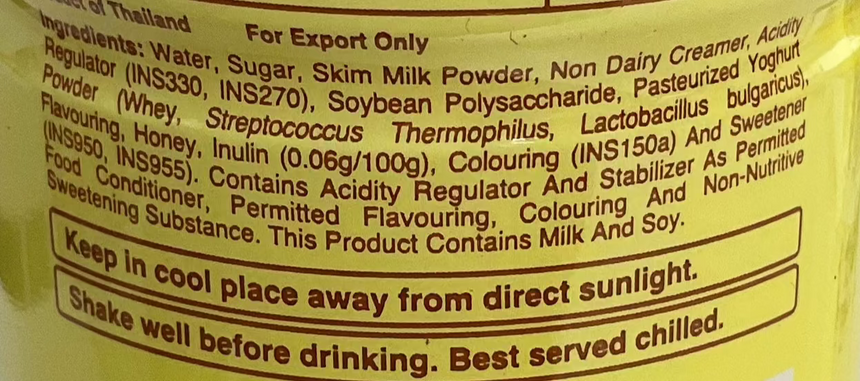 of Thailand
For Export Only
Ingredients: Water, Sugar, Skim Milk Powder, Non Dairy Creamer, Acidity
Regulator (INS330, INS270), Soybean Polysaccharide, Pasteurized Yoghurt
Powder (Whey, Streptococcus Thermophilus, Lactobacillus bulgaricus),
Flavouring, Honey, Inulin (0.06g/100g), Colouring (INS150a) And Sweetener
(INS950, INS955). Contains Acidity Regulator And Stabilizer As Permitted
Food Conditioner, Permitted Flavouring, Colouring And Non-Nutritive
Sweetening Substance. This Product Contains Milk And Soy.
Keep in cool place away from direct sunlight.
Shake well before drinking. Best served chilled.